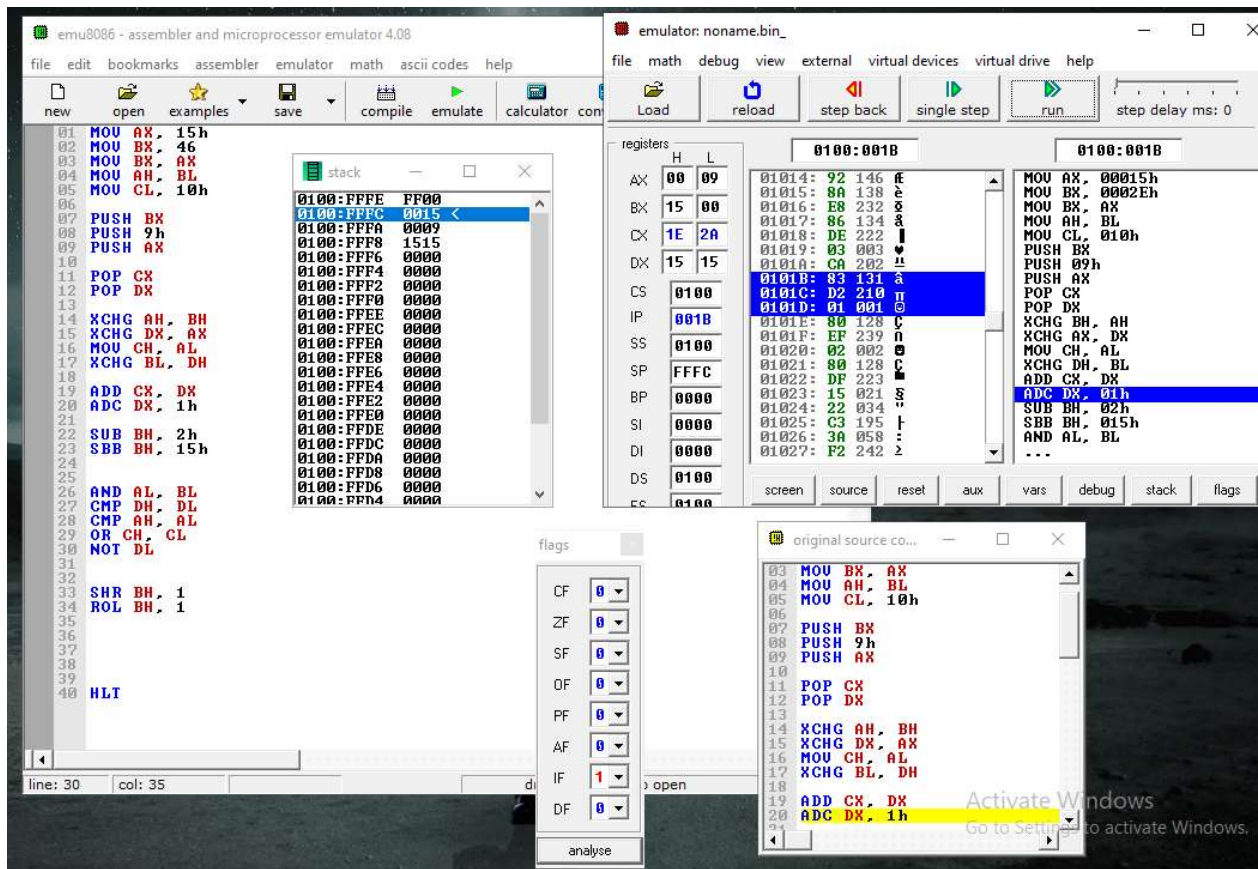 emu8086 - assembler and microprocessor emulator 4.08
file edit bookmarks assembler emulator math ascii codes help
new open examples save compile emulate calculator con
01 MOV AX, 15h
02 MOV BX, 46
03 MOV BX, AX
04 MOV AH, BL
05 MOV CL, 10h
06
07 PUSH BX
08 PUSH 9h
09 PUSH AX
10
11 POP CX
12 POP DX
13
14 XCHG AH, BH
15 XCHG DX, AX
16 MOV CH, AL
17 XCHG BL, DH
18
19 ADD CX, DX
20 ADC DX, 1h
21
22 SUB BH, 2h
23 SBB BH, 15h
24
25
26 AND AL, BL
27 CMP DH, DL
28 CMP AH, AL
29 OR CH, CL
30 NOT DL
31
32
33 SHR BH, 1
34 ROL BH, 1
35
36
37
38
39
40 HLT
line: 30 col: 35
open
stack
0100:FFFE FF00
0100:FFFC 0015 <
0100:FFFA 0009
0100:FFF8 1515
0100:FFF6 0000
0100:FFF4 0000
0100:FFF2 0000
0100:FFF0 0000
0100:FFEE 0000
0100:FFEC 0000
0100:FFEA 0000
0100:FFE8 0000
0100:FFE6 0000
0100:FFE4 0000
0100:FFE2 0000
0100:FFE0 0000
0100:FFDE 0000
0100:FFDC 0000
0100:FFDA 0000
0100:FFD8 0000
0100:FFD6 0000
0100:FFD4 0000
emulator: noname.bin_
file math debug view external virtual devices virtual drive help
Load reload step back single step run step delay ms: 0
registers
H L
AX 00 09
BX 15 00
CX 1E 2A
DX 15 15
CS 0100
IP 001B
SS 0100
SP FFFC
BP 0000
SI 0000
DI 0000
DS 0100
ES 0100
0100:001B 0100:001B
01014: 92 146 Æ
01015: 8A 138 è
01016: E8 232
01017: 86 134 å
01018: DE 222 ▐
01019: 03 003 ♥
0101A: CA 202 ╩
0101B: 83 131 â
0101C: D2 210 ╥
0101D: 01 001 ☺
0101E: 80 128 Ç
0101F: EF 239 ∩
01020: 02 002 ☻
01021: 80 128 Ç
01022: DF 223 ▀
01023: 15 021 §
01024: 22 034 "
01025: C3 195 ├
01026: 3A 058 :
01027: F2 242 ≥
MOV AX, 00015h
MOV BX, 0002Eh
MOV BX, AX
MOV AH, BL
MOV CL, 010h
PUSH BX
PUSH 09h
PUSH AX
POP CX
POP DX
XCHG BH, AH
XCHG AX, DX
MOV CH, AL
XCHG DH, BL
ADD CX, DX
ADC DX, 01h
SUB BH, 02h
SBB BH, 015h
AND AL, BL
...
screen source reset aux vars debug stack flags
flags
CF 0
ZF 0
SF 0
OF 0
PF 0
AF 0
IF 1
DF 0
analyse
original source co...
03 MOV BX, AX
04 MOV AH, BL
05 MOV CL, 10h
06
07 PUSH BX
08 PUSH 9h
09 PUSH AX
10
11 POP CX
12 POP DX
13
14 XCHG AH, BH
15 XCHG DX, AX
16 MOV CH, AL
17 XCHG BL, DH
18
19 ADD CX, DX
20 ADC DX, 1h
Activate Windows
Go to Settings to activate Windows.